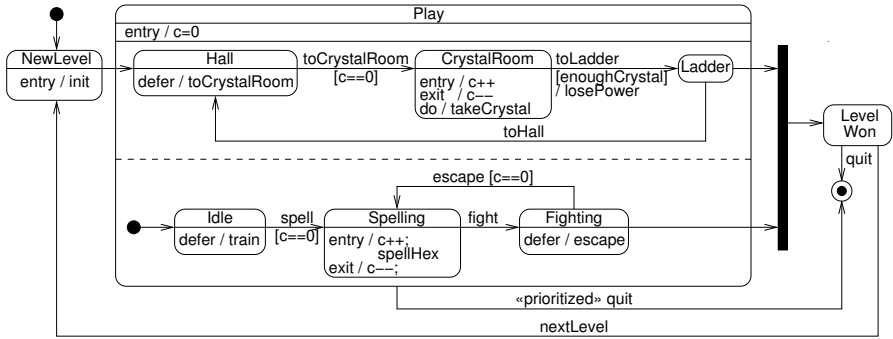 Play
entry / c=0
NewLevel
entry / init
Hall
defer / toCrystalRoom
toCrystalRoom
[c==0]
CrystalRoom
entry / c++
exit / c−−
do / takeCrystal
toLadder
[enoughCrystal]
/ losePower
Ladder
toHall
Level
Won
quit
escape [c==0]
Idle
defer / train
spell
[c==0]
Spelling
entry / c++;
spellHex
exit / c−−;
fight
Fighting
defer / escape
«prioritized» quit
nextLevel